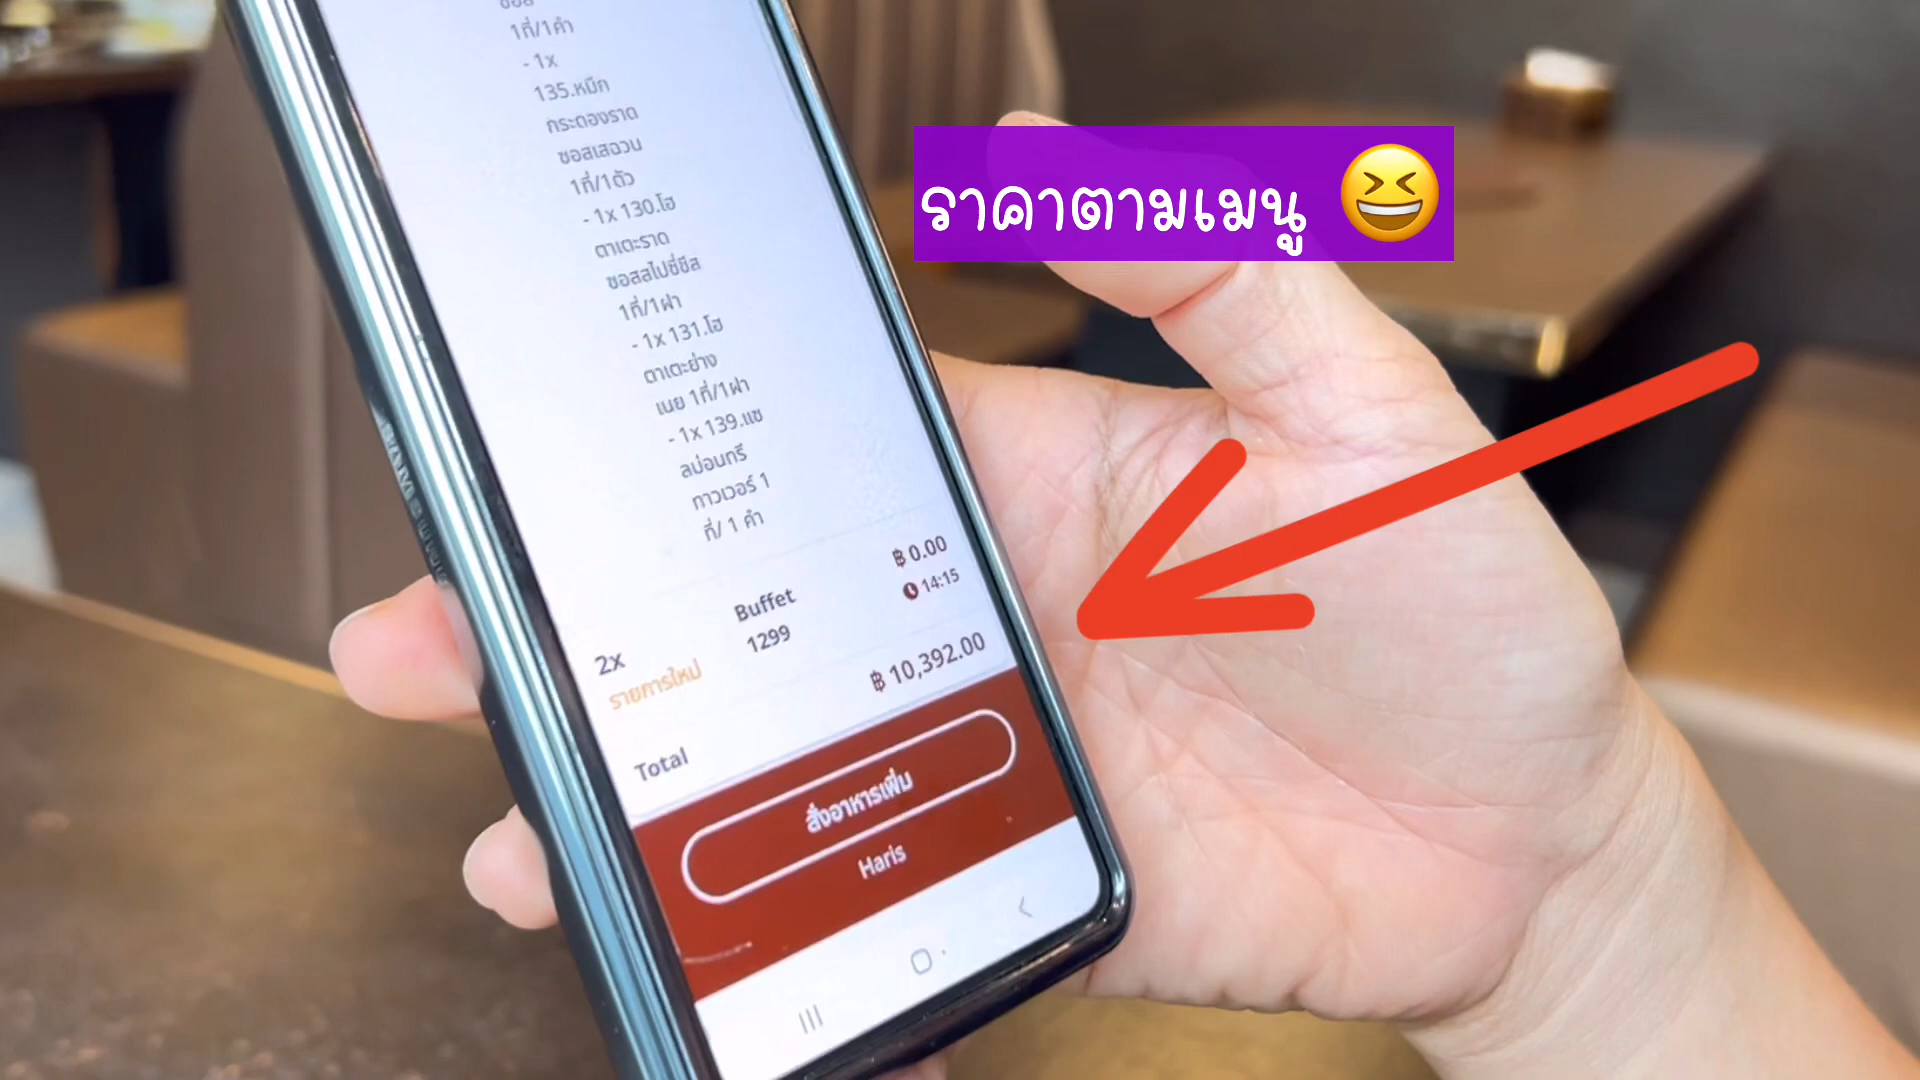 ซอส
1ที่/1คำ
- 1x
135.หมึก
กระดองราด
ซอสเสฉวน
1ที่/1ตัว
- 1x 130.โฮ
ตาเตะราด
ซอสสไปซี่ชีส
1ที่/1ฝา
- 1x 131.โฮ
ตาเตะย่าง
เนย 1ที่/1ฝา
- 1x 139.แซ
ลม่อนทรี
ทาวเวอร์ 1
ที่/ 1 คำ
2x Buffet 1299 ฿ 0.00
รายการใหม่ 14:15
Total ฿ 10,392.00
สั่งอาหารเพิ่ม
Haris
ราคาตามเมนู 😆